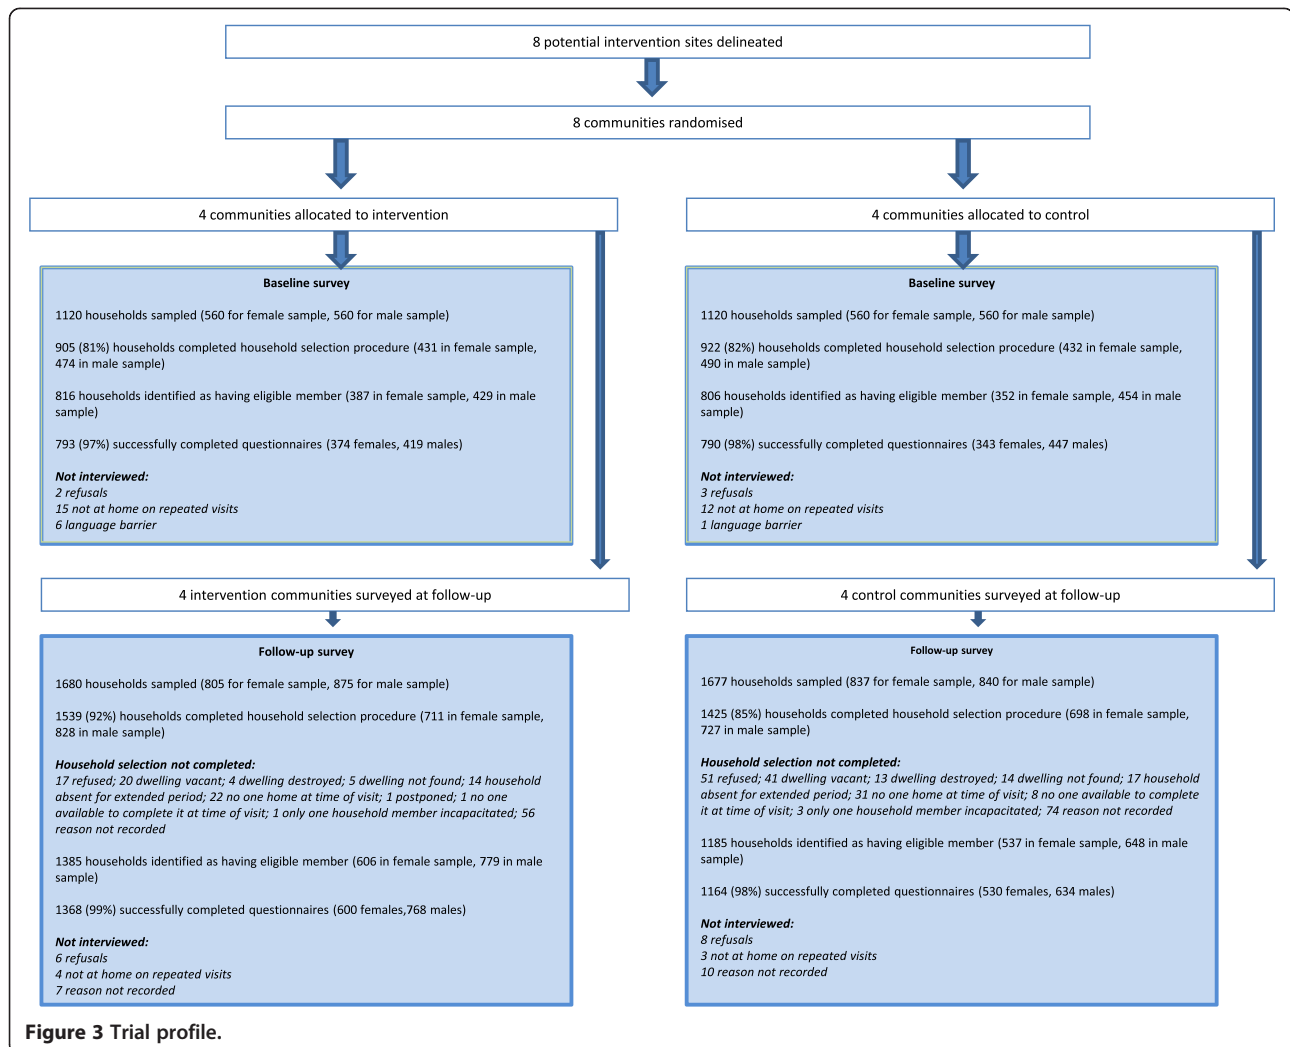 8 potential intervention sites delineated
8 communities randomised
4 communities allocated to intervention
Baseline survey
1120 households sampled (560 for female sample, 560 for male sample)
905 (81%) households completed household selection procedure (431 in female sample,
474 in male sample)
816 households identified as having eligible member (387 in female sample, 429 in male
sample)
793 (97%) successfully completed questionnaires (374 females, 419 males)
Not interviewed:
2 refusals
15 not at home on repeated visits
6 language barrier
4 intervention communities surveyed at follow-up
Follow-up survey
1680 households sampled (805 for female sample, 875 for male sample)
1539 (92%) households completed household selection procedure (711 in female sample,
828 in male sample)
Household selection not completed:
17 refused; 20 dwelling vacant; 4 dwelling destroyed; 5 dwelling not found; 14 household
absent for extended period; 22 no one home at time of visit; 1 postponed; 1 no one
available to complete it at time of visit; 1 only one household member incapacitated; 56
reason not recorded
1385 households identified as having eligible member (606 in female sample, 779 in male
sample)
1368 (99%) successfully completed questionnaires (600 females,768 males)
Not interviewed:
6 refusals
4 not at home on repeated visits
7 reason not recorded
4 communities allocated to control
Baseline survey
1120 households sampled (560 for female sample, 560 for male sample)
922 (82%) households completed household selection procedure (432 in female sample,
490 in male sample)
806 households identified as having eligible member (352 in female sample, 454 in male
sample)
790 (98%) successfully completed questionnaires (343 females, 447 males)
Not interviewed:
3 refusals
12 not at home on repeated visits
1 language barrier
4 control communities surveyed at follow-up
Follow-up survey
1677 households sampled (837 for female sample, 840 for male sample)
1425 (85%) households completed household selection procedure (698 in female sample,
727 in male sample)
Household selection not completed:
51 refused; 41 dwelling vacant; 13 dwelling destroyed; 14 dwelling not found; 17 household
absent for extended period; 31 no one home at time of visit; 8 no one available to complete
it at time of visit; 3 only one household member incapacitated; 74 reason not recorded
1185 households identified as having eligible member (537 in female sample, 648 in male
sample)
1164 (98%) successfully completed questionnaires (530 females, 634 males)
Not interviewed:
8 refusals
3 not at home on repeated visits
10 reason not recorded
Figure 3 Trial profile.